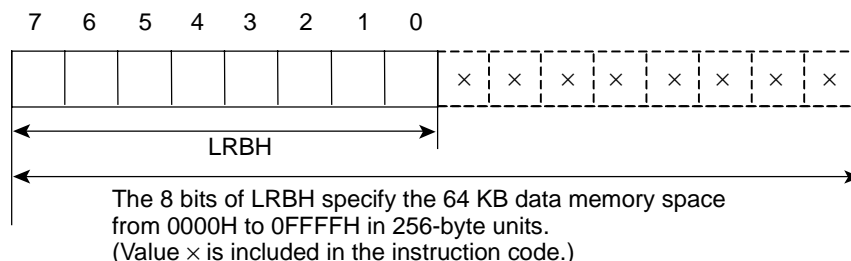 7 6 5 4 3 2 1 0
× × × × × × × ×
LRBH
The 8 bits of LRBH specify the 64 KB data memory space
from 0000H to 0FFFFH in 256-byte units.
(Value × is included in the instruction code.)